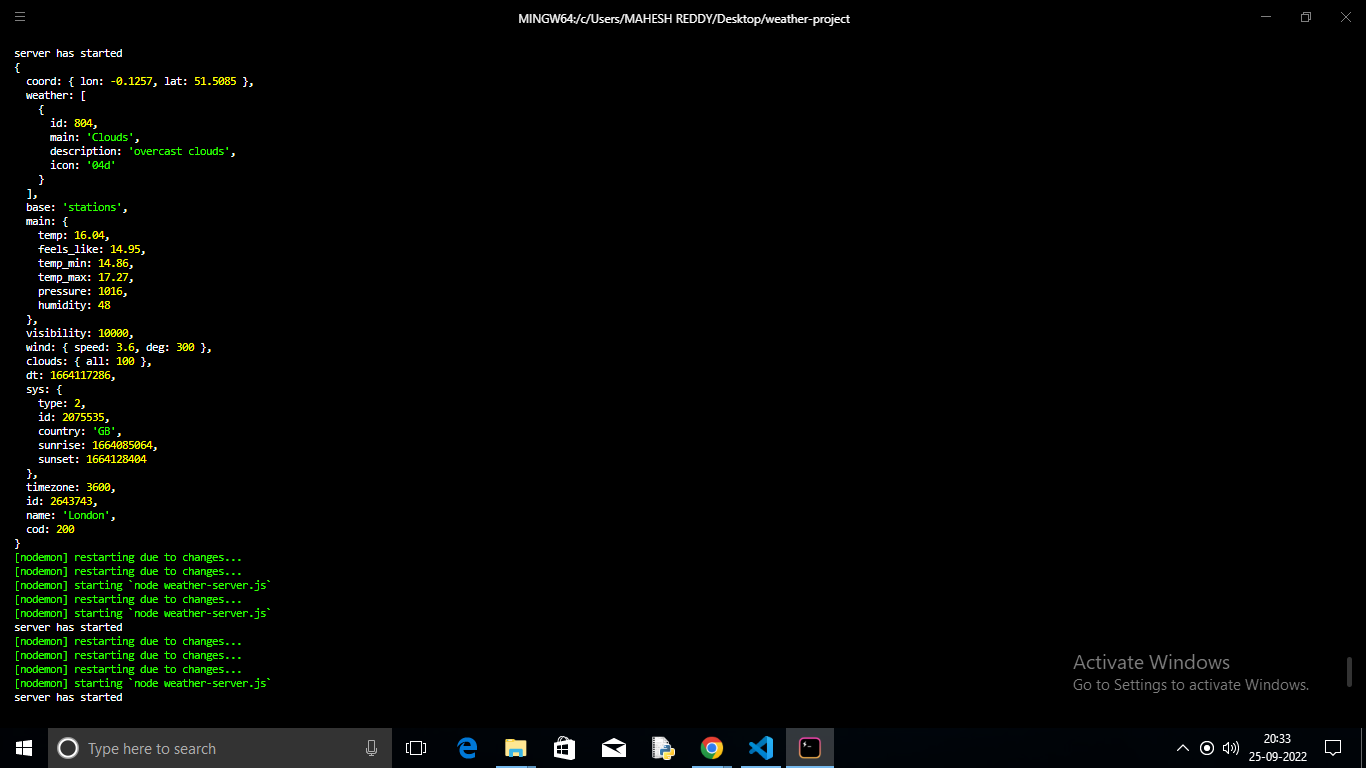 MINGW64:/c/Users/MAHESH REDDY/Desktop/weather-project
server has started
{
  coord: { lon: -0.1257, lat: 51.5085 },
  weather: [
    {
      id: 804,
      main: 'Clouds',
      description: 'overcast clouds',
      icon: '04d'
    }
  ],
  base: 'stations',
  main: {
    temp: 16.04,
    feels_like: 14.95,
    temp_min: 14.86,
    temp_max: 17.27,
    pressure: 1016,
    humidity: 48
  },
  visibility: 10000,
  wind: { speed: 3.6, deg: 300 },
  clouds: { all: 100 },
  dt: 1664117286,
  sys: {
    type: 2,
    id: 2075535,
    country: 'GB',
    sunrise: 1664085064,
    sunset: 1664128404
  },
  timezone: 3600,
  id: 2643743,
  name: 'London',
  cod: 200
}
[nodemon] restarting due to changes...
[nodemon] restarting due to changes...
[nodemon] starting `node weather-server.js`
[nodemon] restarting due to changes...
[nodemon] starting `node weather-server.js`
server has started
[nodemon] restarting due to changes...
[nodemon] restarting due to changes...
[nodemon] restarting due to changes...
[nodemon] starting `node weather-server.js`
server has started
Activate Windows
Go to Settings to activate Windows.
Type here to search
20:33
25-09-2022